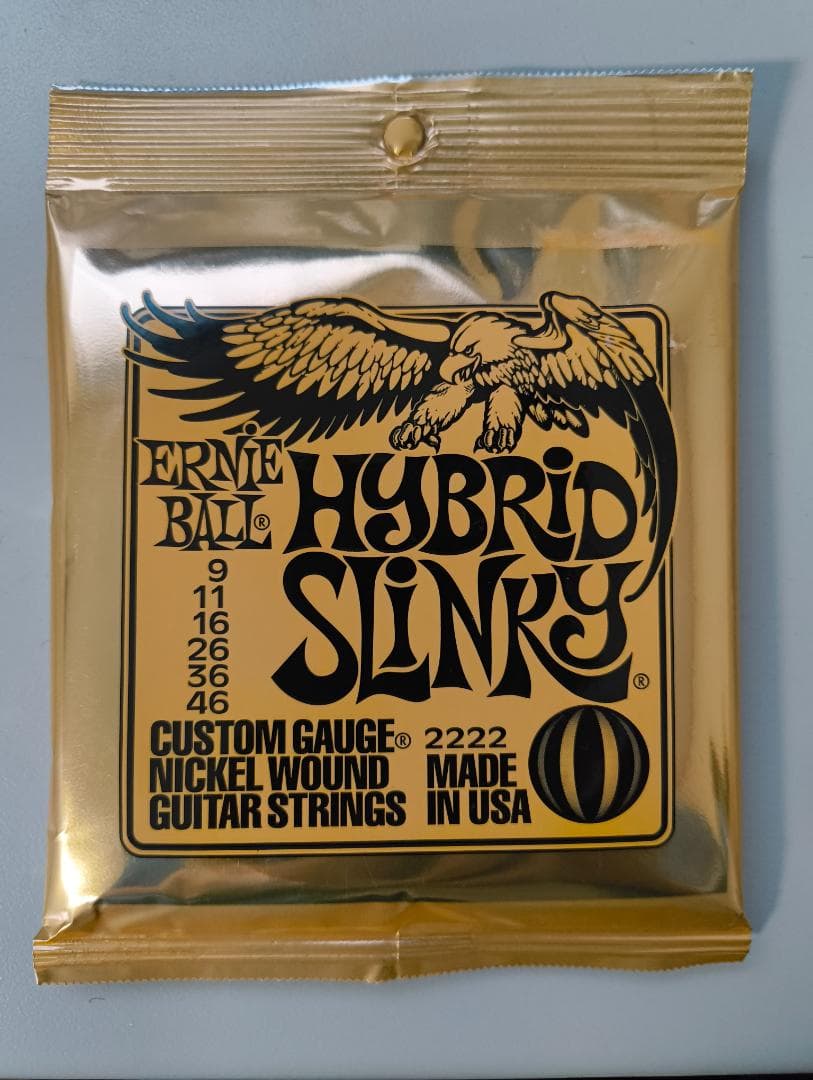 ERNIE
BALL®
HYBRID
SLINKY®
9
11
16
26
36
46
CUSTOM GAUGE® 2222
NICKEL WOUND MADE
GUITAR STRINGS IN USA